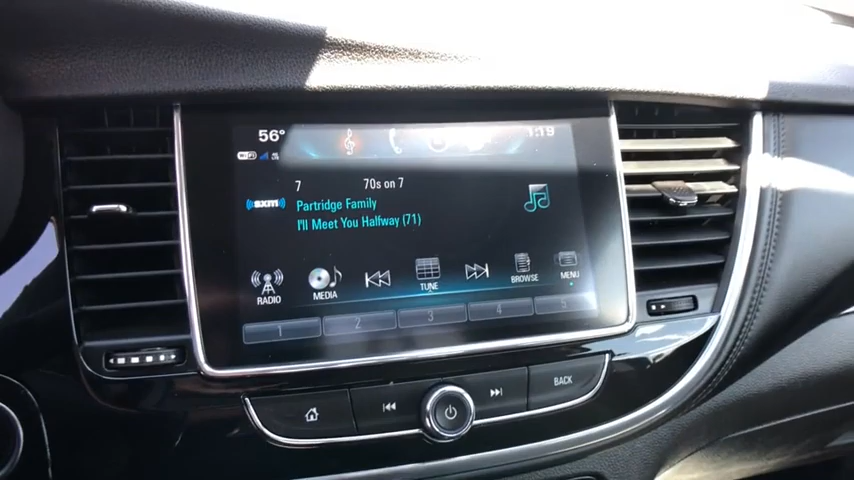 56°
1:19
WiFi
7 70s on 7
sxm
Partridge Family
I'll Meet You Halfway (71)
RADIO
MEDIA
TUNE
BROWSE
MENU
1 2 3 4 5
BACK